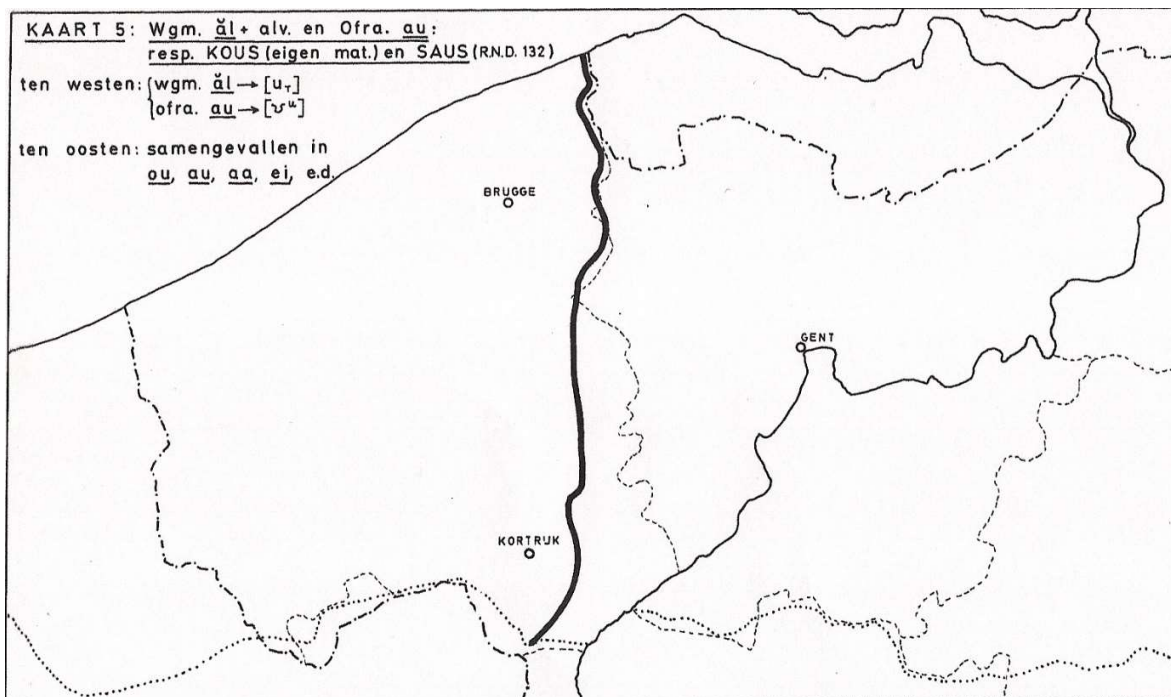 KAART 5: Wgm. ăl + alv. en Ofra. au:
resp. KOUS (eigen mat.) en SAUS (R.N.D. 132)
ten westen: {wgm. ăl → [u_T]
{ofra. au → [ʊᵘ]
ten oosten: samengevallen in
ou, au, aa, ei, e.d.
BRUGGE
GENT
KORTRIJK